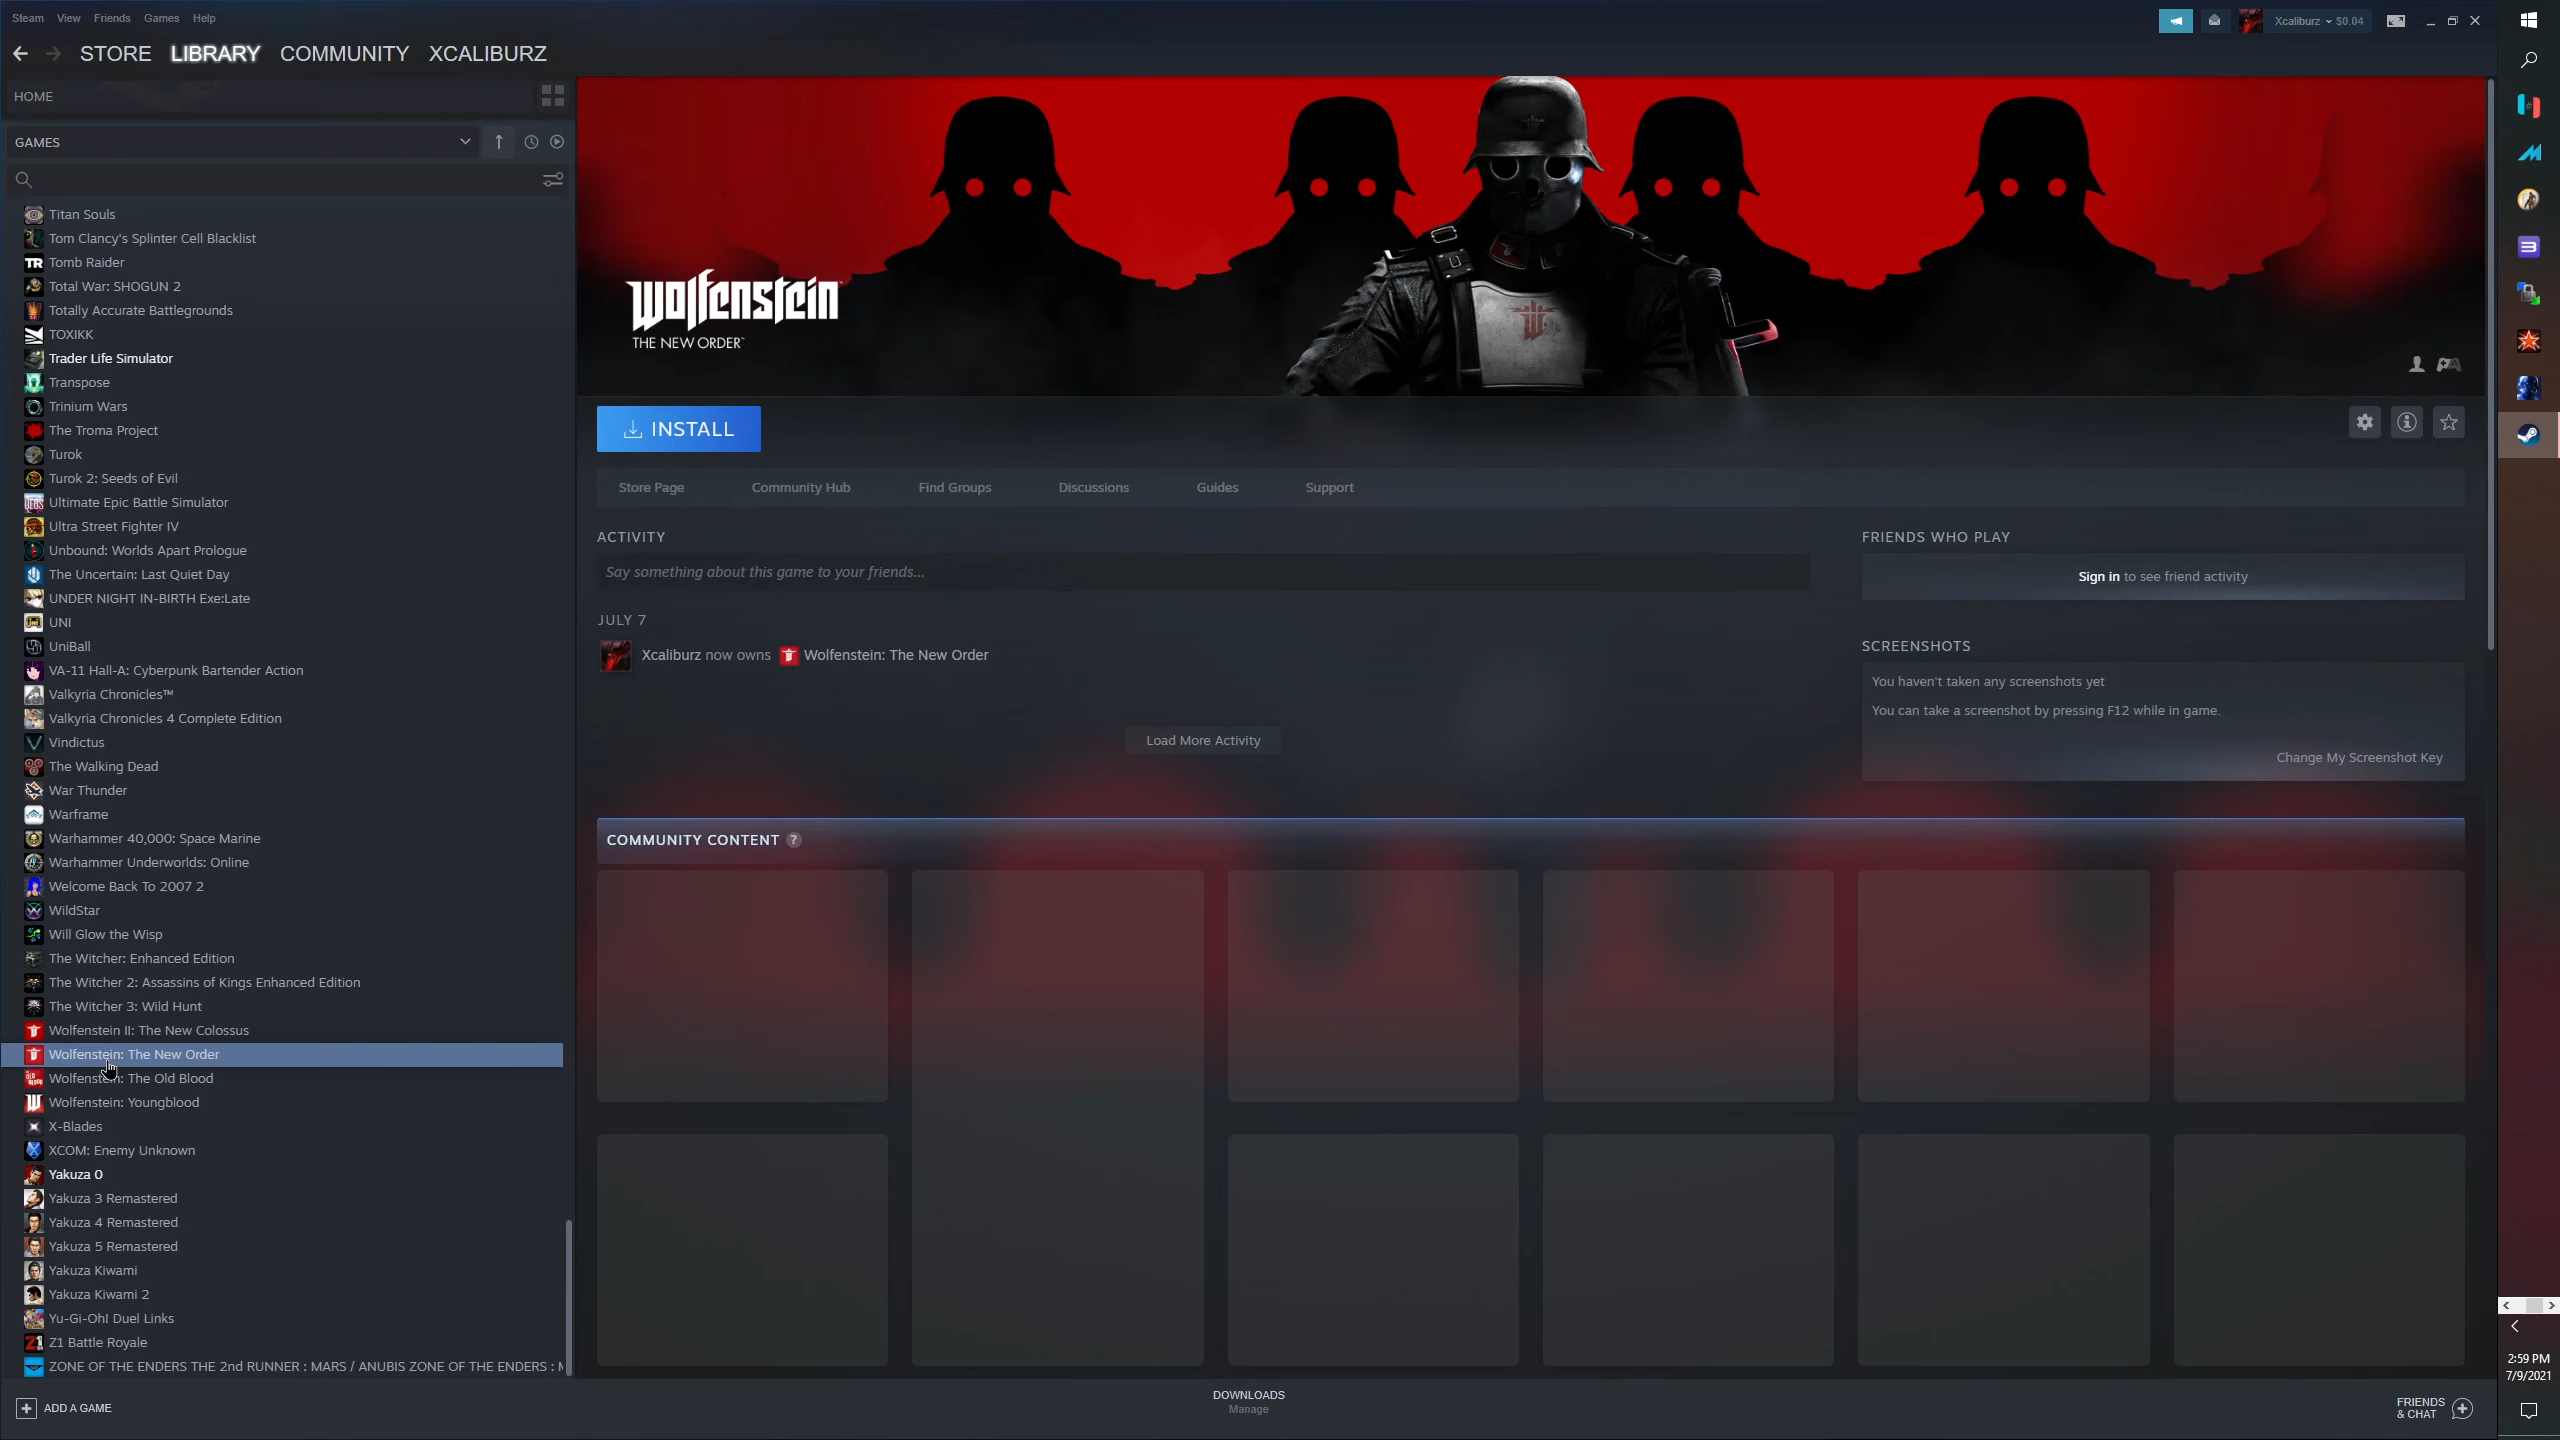 Steam View Friends Games Help
Xcaliburz $0.04
STORE LIBRARY COMMUNITY XCALIBURZ
HOME
GAMES
Titan Souls
Tom Clancy's Splinter Cell Blacklist
Tomb Raider
Total War: SHOGUN 2
Totally Accurate Battlegrounds
TOXIKK
Trader Life Simulator
Transpose
Trinium Wars
The Troma Project
Turok
Turok 2: Seeds of Evil
Ultimate Epic Battle Simulator
Ultra Street Fighter IV
Unbound: Worlds Apart Prologue
The Uncertain: Last Quiet Day
UNDER NIGHT IN-BIRTH Exe:Late
UNI
UniBall
VA-11 Hall-A: Cyberpunk Bartender Action
Valkyria Chronicles™
Valkyria Chronicles 4 Complete Edition
Vindictus
The Walking Dead
War Thunder
Warframe
Warhammer 40,000: Space Marine
Warhammer Underworlds: Online
Welcome Back To 2007 2
WildStar
Will Glow the Wisp
The Witcher: Enhanced Edition
The Witcher 2: Assassins of Kings Enhanced Edition
The Witcher 3: Wild Hunt
Wolfenstein II: The New Colossus
Wolfenstein: The New Order
Wolfenstein: The Old Blood
Wolfenstein: Youngblood
X-Blades
XCOM: Enemy Unknown
Yakuza 0
Yakuza 3 Remastered
Yakuza 4 Remastered
Yakuza 5 Remastered
Yakuza Kiwami
Yakuza Kiwami 2
Yu-Gi-Oh! Duel Links
Z1 Battle Royale
ZONE OF THE ENDERS THE 2nd RUNNER : MARS / ANUBIS ZONE OF THE ENDERS :
ADD A GAME
Wolfenstein
THE NEW ORDER™
INSTALL
Store Page Community Hub Find Groups Discussions Guides Support
ACTIVITY
Say something about this game to your friends...
JULY 7
Xcaliburz now owns Wolfenstein: The New Order
Load More Activity
FRIENDS WHO PLAY
Sign in to see friend activity
SCREENSHOTS
You haven't taken any screenshots yet
You can take a screenshot by pressing F12 while in game.
Change My Screenshot Key
COMMUNITY CONTENT ?
DOWNLOADS
Manage
FRIENDS
& CHAT
2:59 PM
7/9/2021